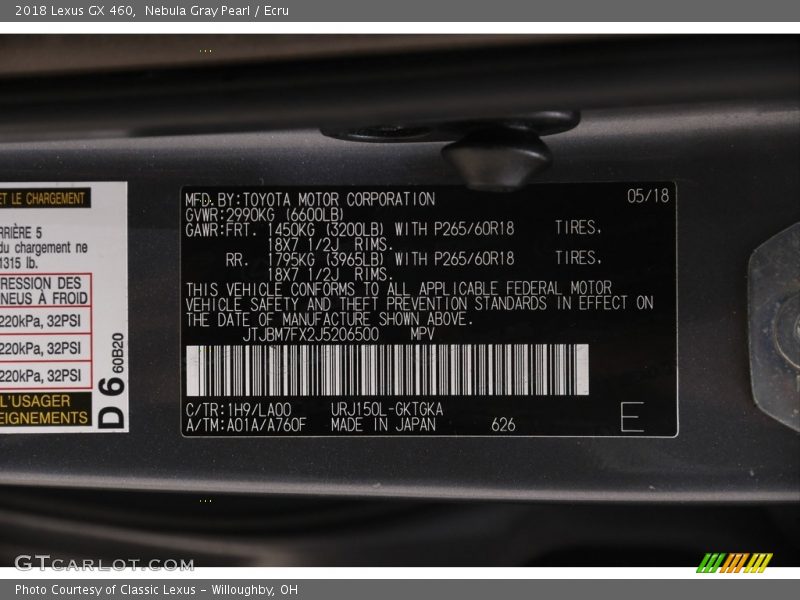 2018 Lexus GX 460, Nebula Gray Pearl / Ecru
ET LE CHARGEMENT
RRIÈRE 5
du chargement ne
1315 lb.
RESSION DES
NEUS À FROID
220kPa, 32PSI
220kPa, 32PSI
220kPa, 32PSI
L'USAGER
EIGNEMENTS
D6 60B20
MFD. BY: TOYOTA MOTOR CORPORATION 05/18
GVWR: 2990KG (6600LB)
GAWR: FRT. 1450KG (3200LB) WITH P265/60R18 TIRES,
18X7 1/2J RIMS.
RR. 1795KG (3965LB) WITH P265/60R18 TIRES,
18X7 1/2J RIMS.
THIS VEHICLE CONFORMS TO ALL APPLICABLE FEDERAL MOTOR
VEHICLE SAFETY AND THEFT PREVENTION STANDARDS IN EFFECT ON
THE DATE OF MANUFACTURE SHOWN ABOVE.
JTJBM7FX2J5206500 MPV
C/TR: 1H9/LA00 URJ150L-GKTGKA
A/TM: A01A/A760F MADE IN JAPAN 626 E
GTCARLOT.COM
Photo Courtesy of Classic Lexus - Willoughby, OH